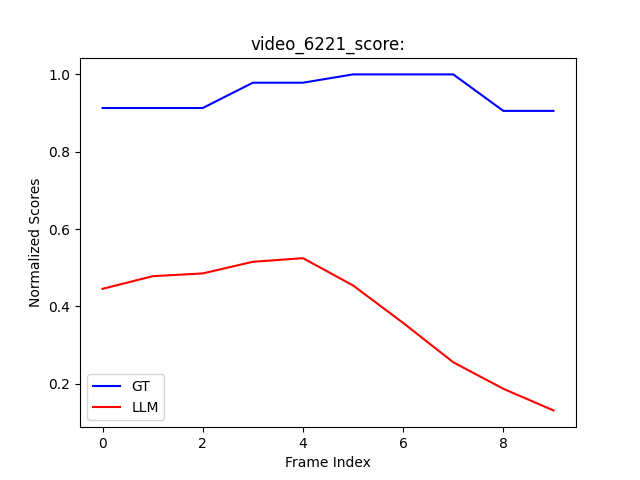 video_6221_score:
Normalized Scores
1.0
0.8
0.6
0.4
0.2
GT
LLM
0 2 4 6 8
Frame Index